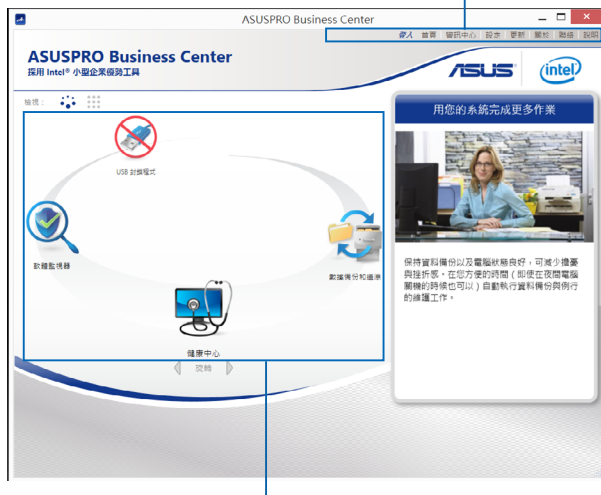 ASUSPRO Business Center
登入 首頁 資訊中心 設定 更新 關於 聯絡 說明
ASUSPRO Business Center
採用 Intel® 小型企業優勢工具
ASUS
intel
檢視：
USB 封鎖程式
軟體監視器
數據備份和還原
健康中心
旋轉
用您的系統完成更多作業
保持資料備份以及電腦狀態良好，可減少擔憂
與挫折感。在您方便的時間（即使在夜間電腦
關機的時候也可以）自動執行資料備份與例行
的維護工作。